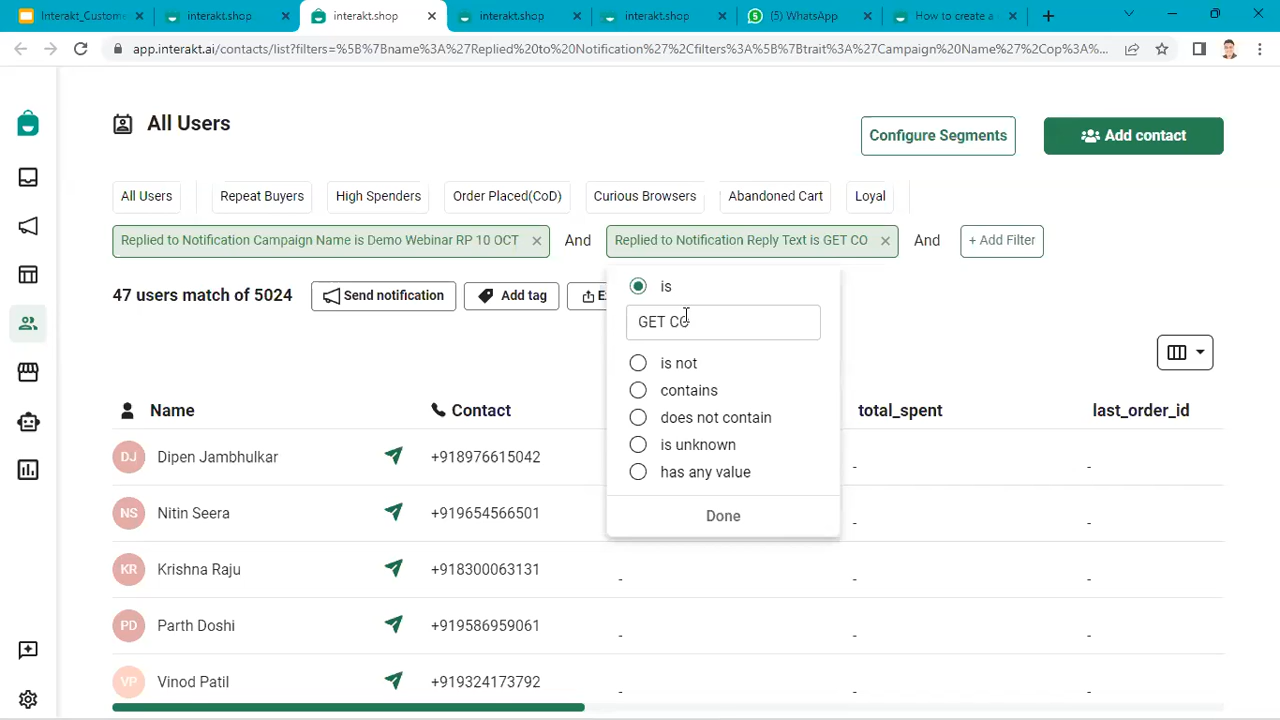 Interakt_Custome
interakt.shop
interakt.shop
interakt.shop
interakt.shop
(5) WhatsApp
How to create a
app.interakt.ai/contacts/list?filters=%5B%7Bname%3A%27Replied%20to%20Notification%27%2Cfilters%3A%5B%7Btrait%3A%27Campaign%20Name%27%2Cop%3A%...
All Users
Configure Segments
Add contact
All Users
Repeat Buyers
High Spenders
Order Placed(CoD)
Curious Browsers
Abandoned Cart
Loyal
Replied to Notification Campaign Name is Demo Webinar RP 10 OCT
And
Replied to Notification Reply Text is GET CO
And
+ Add Filter
47 users match of 5024
Send notification
Add tag
is
GET CO
is not
contains
does not contain
is unknown
has any value
Done
Name
Contact
total_spent
last_order_id
DJ Dipen Jambhulkar +918976615042 - -
NS Nitin Seera +919654566501 - -
KR Krishna Raju +918300063131 - - -
PD Parth Doshi +919586959061 - - -
VP Vinod Patil +919324173792 - - -